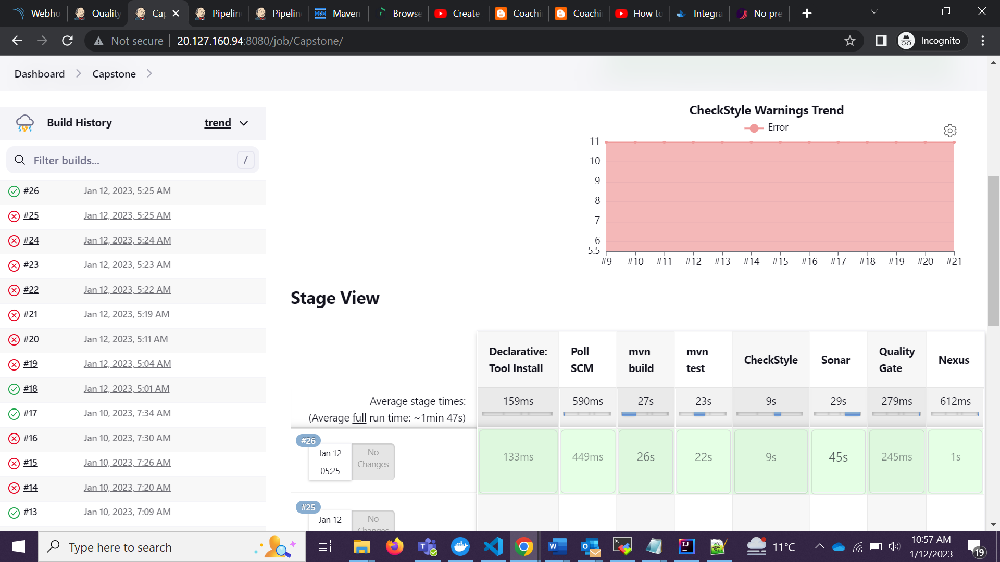 Webho
Quality
Cap
Pipelin
Pipelin
Maven
Browse
Create
Coachi
Coachi
How to
Integra
No pre
Not secure
20.127.160.94:8080/job/Capstone/
Incognito
Dashboard
Capstone
Build History
trend
Filter builds...
/
#26 Jan 12, 2023, 5:25 AM
#25 Jan 12, 2023, 5:25 AM
#24 Jan 12, 2023, 5:24 AM
#23 Jan 12, 2023, 5:23 AM
#22 Jan 12, 2023, 5:22 AM
#21 Jan 12, 2023, 5:19 AM
#20 Jan 12, 2023, 5:11 AM
#19 Jan 12, 2023, 5:04 AM
#18 Jan 12, 2023, 5:01 AM
#17 Jan 10, 2023, 7:34 AM
#16 Jan 10, 2023, 7:30 AM
#15 Jan 10, 2023, 7:26 AM
#14 Jan 10, 2023, 7:20 AM
#13 Jan 10, 2023, 7:09 AM
CheckStyle Warnings Trend
Error
11
10
9
8
7
6
5.5
#9 #10 #11 #12 #13 #14 #15 #16 #17 #18 #19 #20 #21
Stage View
Declarative: Tool Install
Poll SCM
mvn build
mvn test
CheckStyle
Sonar
Quality Gate
Nexus
Average stage times:
(Average full run time: ~1min 47s)
159ms 590ms 27s 23s 9s 29s 279ms 612ms
#26
Jan 12
05:25
No
Changes
133ms 449ms 26s 22s 9s 45s 245ms 1s
#25
Jan 12
No
Changes
Type here to search
11°C
10:57 AM
1/12/2023
19